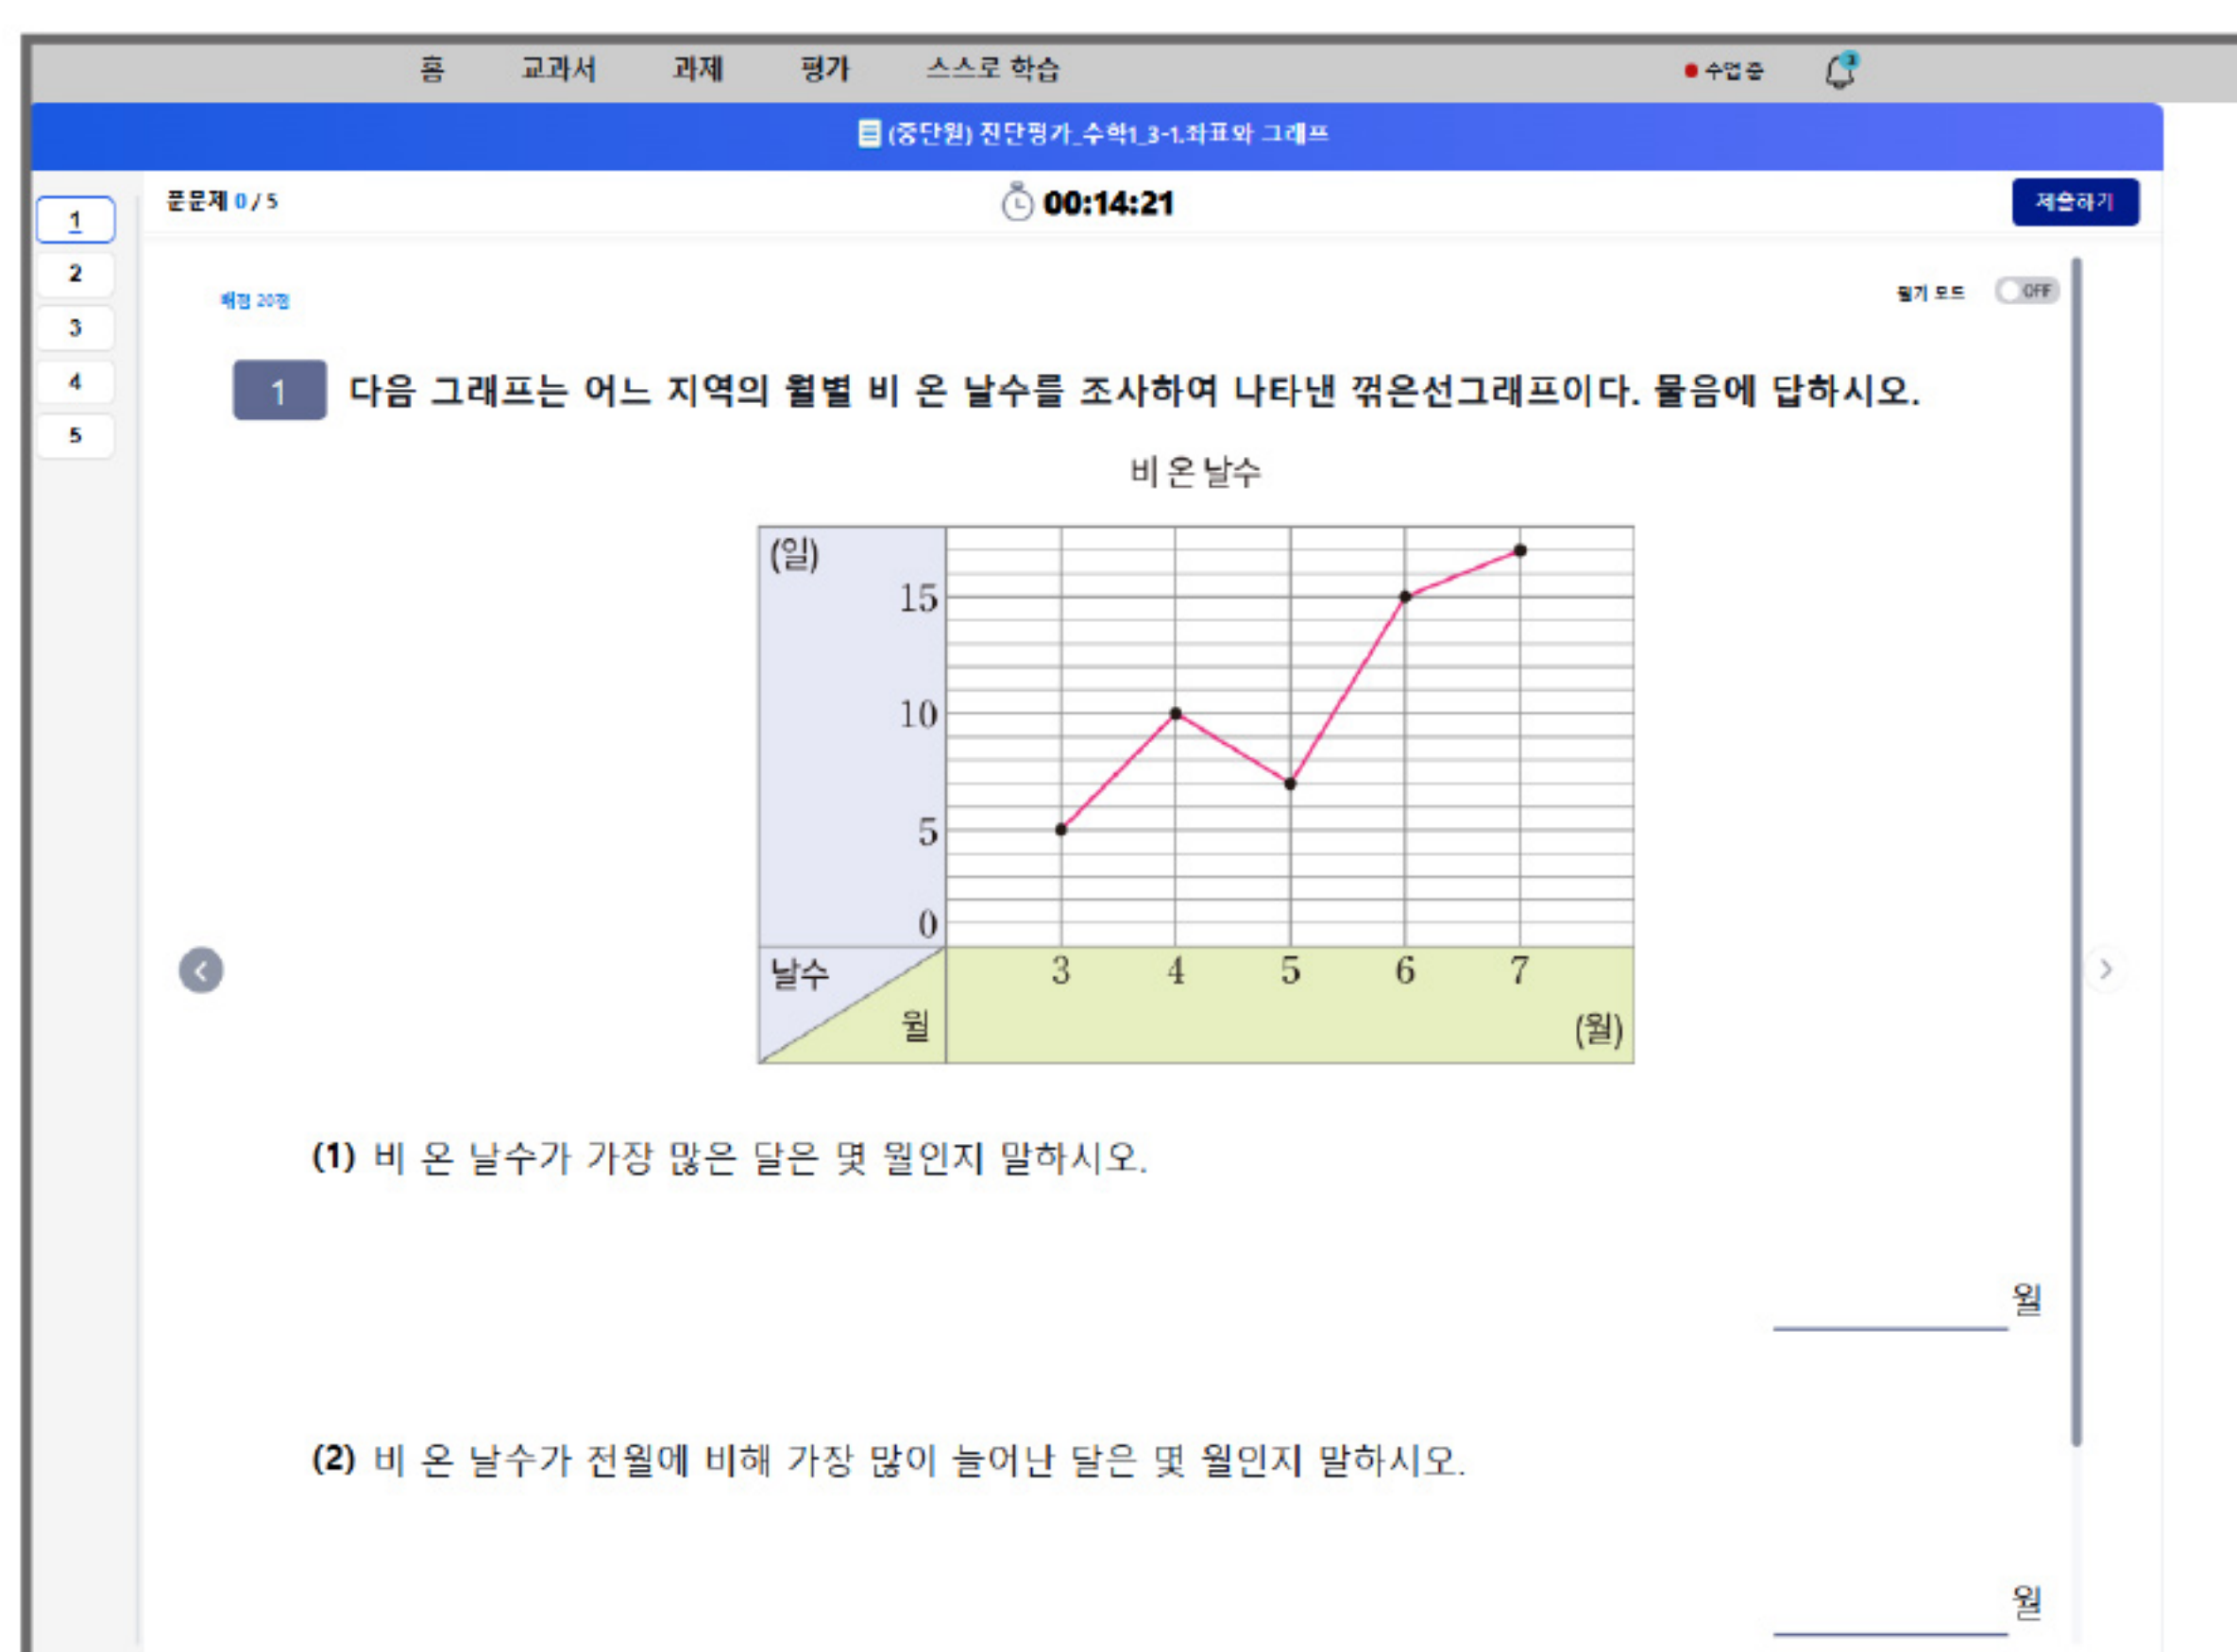 홈 교과서 과제 평가 스스로 학습 수업 중 3
(중단원) 진단평가_수학1_3-1.좌표와 그래프
푼문제 0 / 5 00:14:21 제출하기
1
2
3
4
5
배점 20점 필기 모드 OFF
1 다음 그래프는 어느 지역의 월별 비 온 날수를 조사하여 나타낸 꺾은선그래프이다. 물음에 답하시오.
비 온 날수
(일)
15
10
5
0
날수 3 4 5 6 7
월 (월)
(1) 비 온 날수가 가장 많은 달은 몇 월인지 말하시오.
월
(2) 비 온 날수가 전월에 비해 가장 많이 늘어난 달은 몇 월인지 말하시오.
월